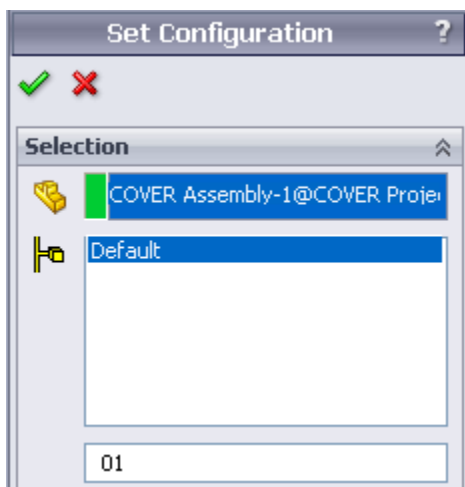 Set Configuration ?
Selection
COVER Assembly-1@COVER Proje
Default
01